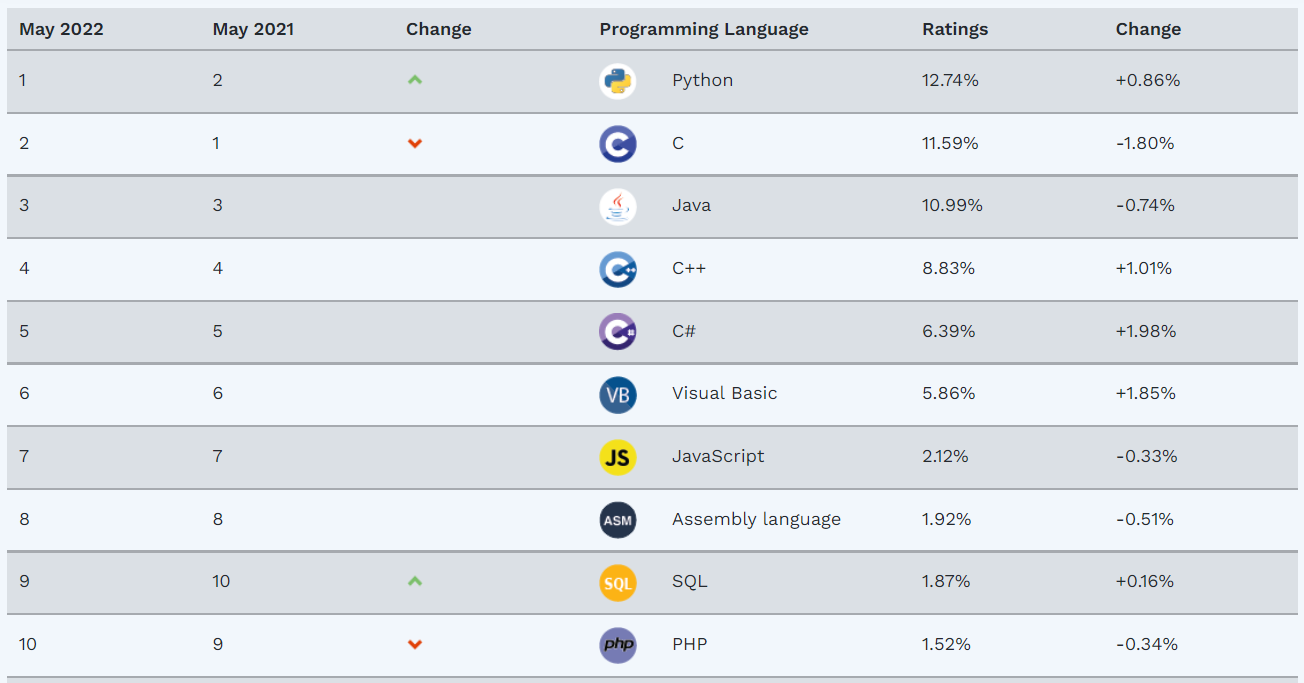 May 2022 May 2021 Change Programming Language Ratings Change
1 2 Python 12.74% +0.86%
2 1 C C 11.59% -1.80%
3 3 Java 10.99% -0.74%
4 4 C++ C++ 8.83% +1.01%
5 5 C# C# 6.39% +1.98%
6 6 VB Visual Basic 5.86% +1.85%
7 7 JS JavaScript 2.12% -0.33%
8 8 ASM Assembly language 1.92% -0.51%
9 10 SQL SQL 1.87% +0.16%
10 9 php PHP 1.52% -0.34%